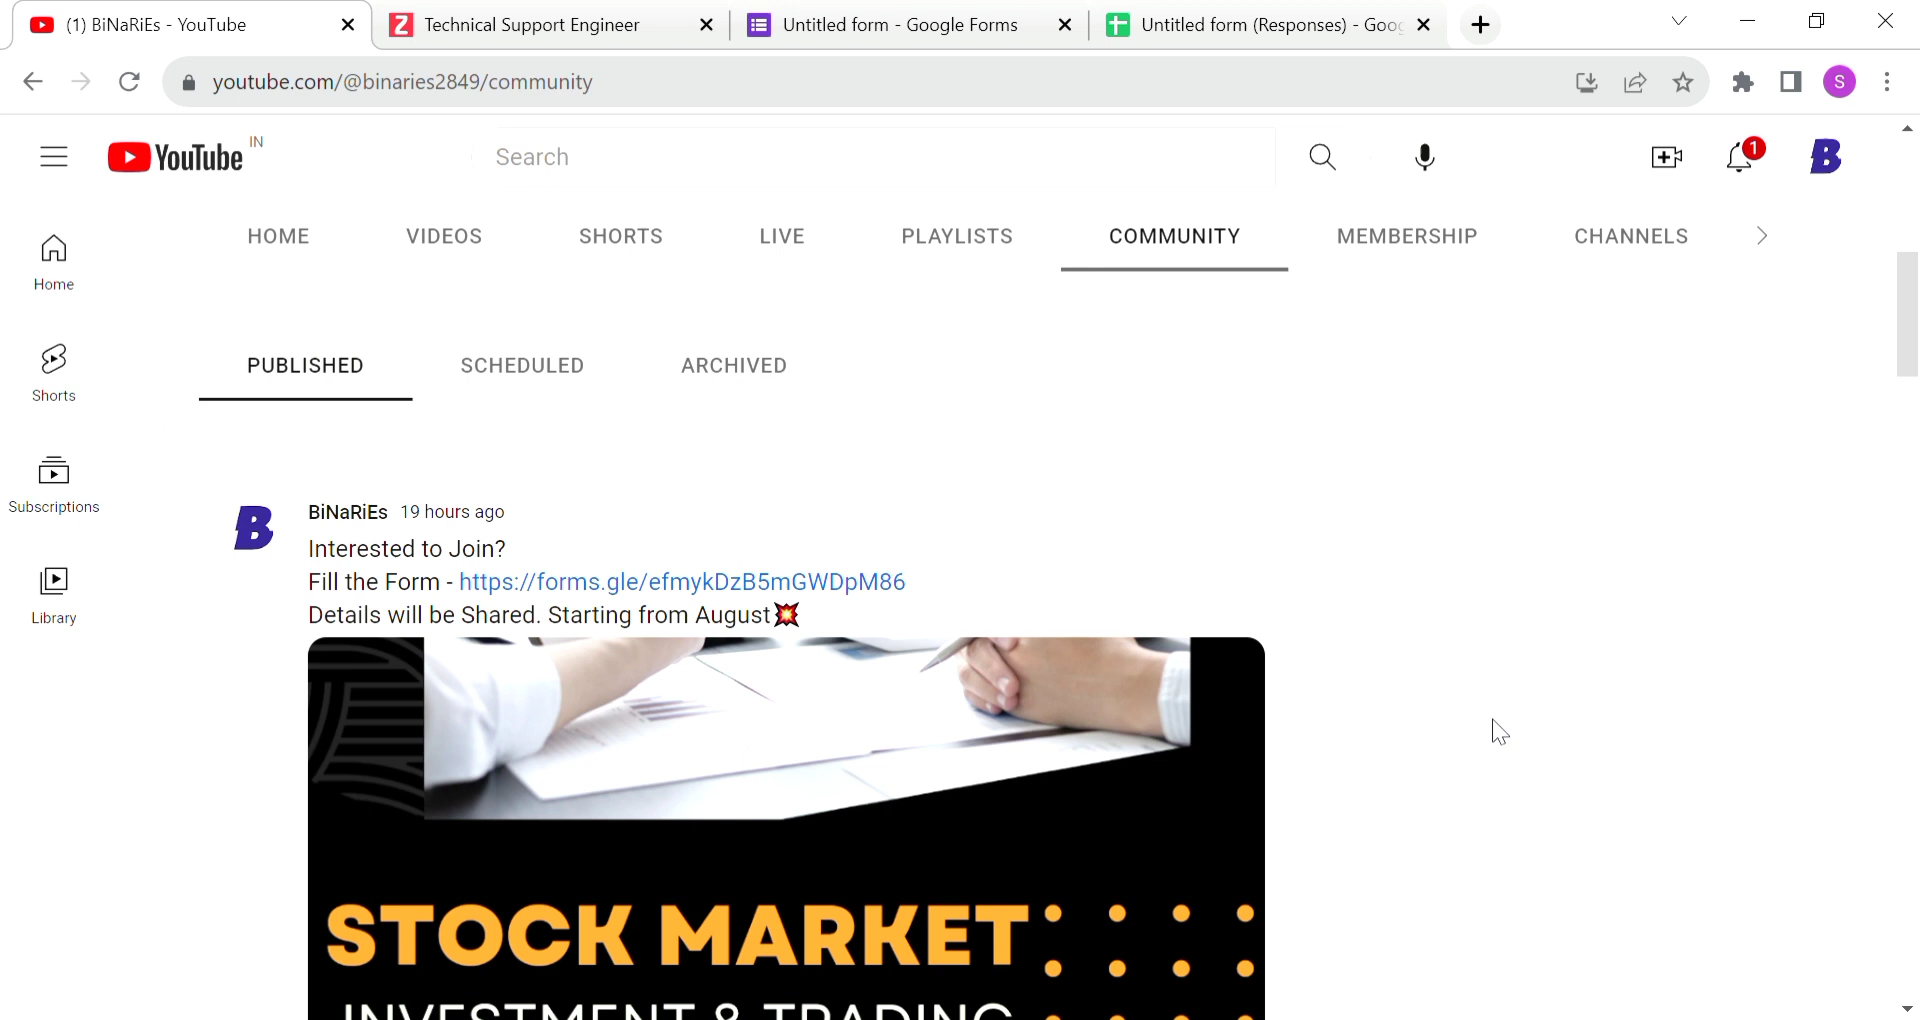 (1) BiNaRiEs - YouTube
Technical Support Engineer
Untitled form - Google Forms
Untitled form (Responses) - Goo
youtube.com/@binaries2849/community
S
YouTube IN
Search
1
B
HOME VIDEOS SHORTS LIVE PLAYLISTS COMMUNITY MEMBERSHIP CHANNELS
Home
Shorts
Subscriptions
Library
PUBLISHED SCHEDULED ARCHIVED
B
BiNaRiEs 19 hours ago
Interested to Join?
Fill the Form - https://forms.gle/efmykDzB5mGWDpM86
Details will be Shared. Starting from August💥
STOCK MARKET
INVESTMENT & TRADING